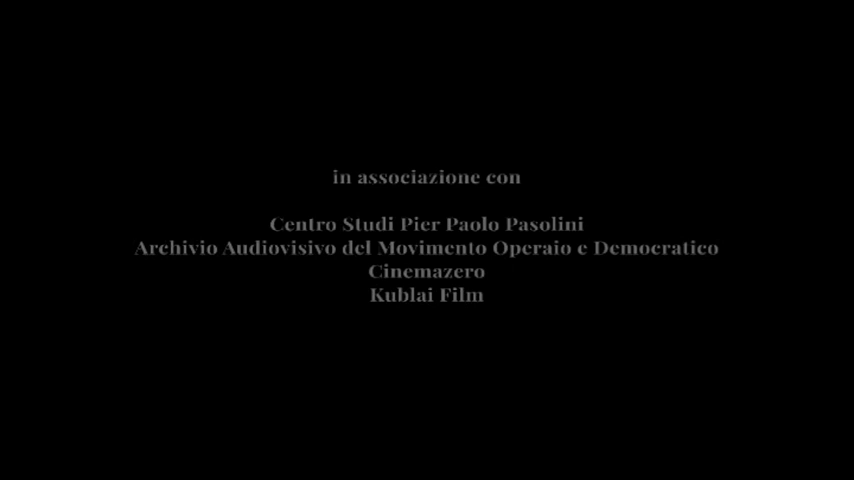 in associazione con
Centro Studi Pier Paolo Pasolini
Archivio Audiovisivo del Movimento Operaio e Democratico
Cinemazero
Kublai Film